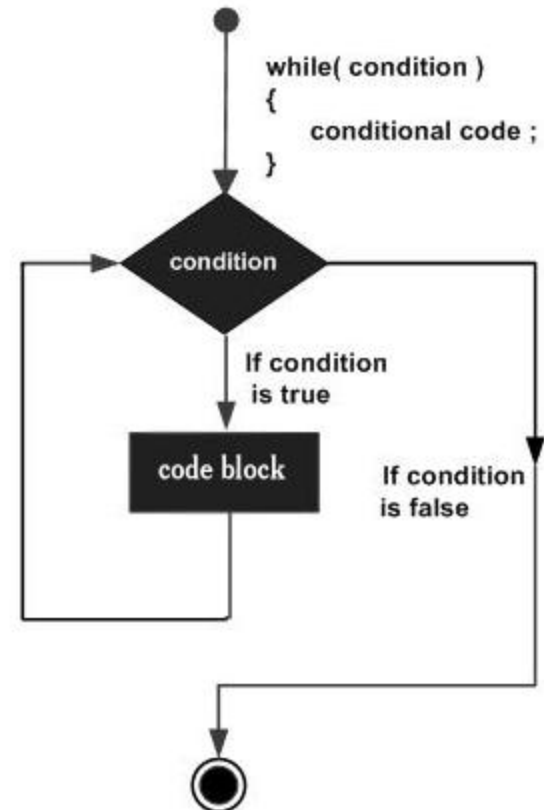 while( condition )
{
conditional code ;
}
condition
If condition
is true
code block
If condition
is false